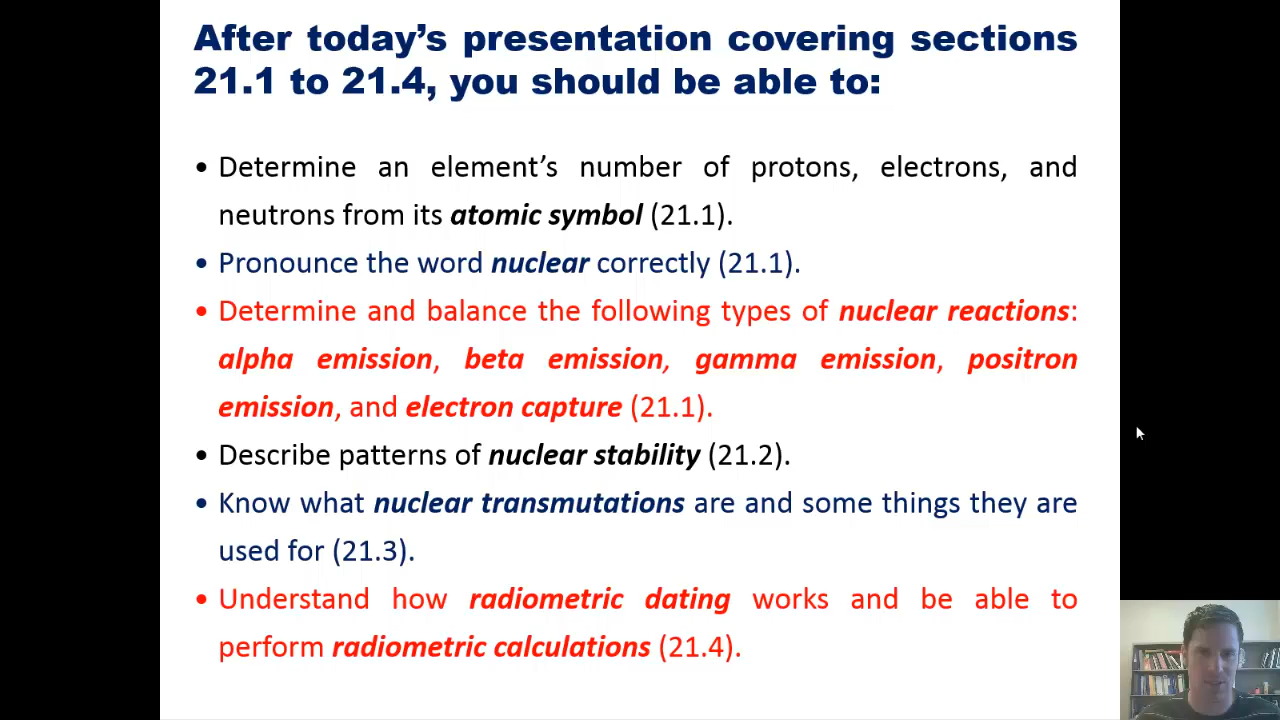 After today’s presentation covering sections
21.1 to 21.4, you should be able to:
• Determine an element’s number of protons, electrons, and
neutrons from its atomic symbol (21.1).
• Pronounce the word nuclear correctly (21.1).
• Determine and balance the following types of nuclear reactions:
alpha emission, beta emission, gamma emission, positron
emission, and electron capture (21.1).
• Describe patterns of nuclear stability (21.2).
• Know what nuclear transmutations are and some things they are
used for (21.3).
• Understand how radiometric dating works and be able to
perform radiometric calculations (21.4).